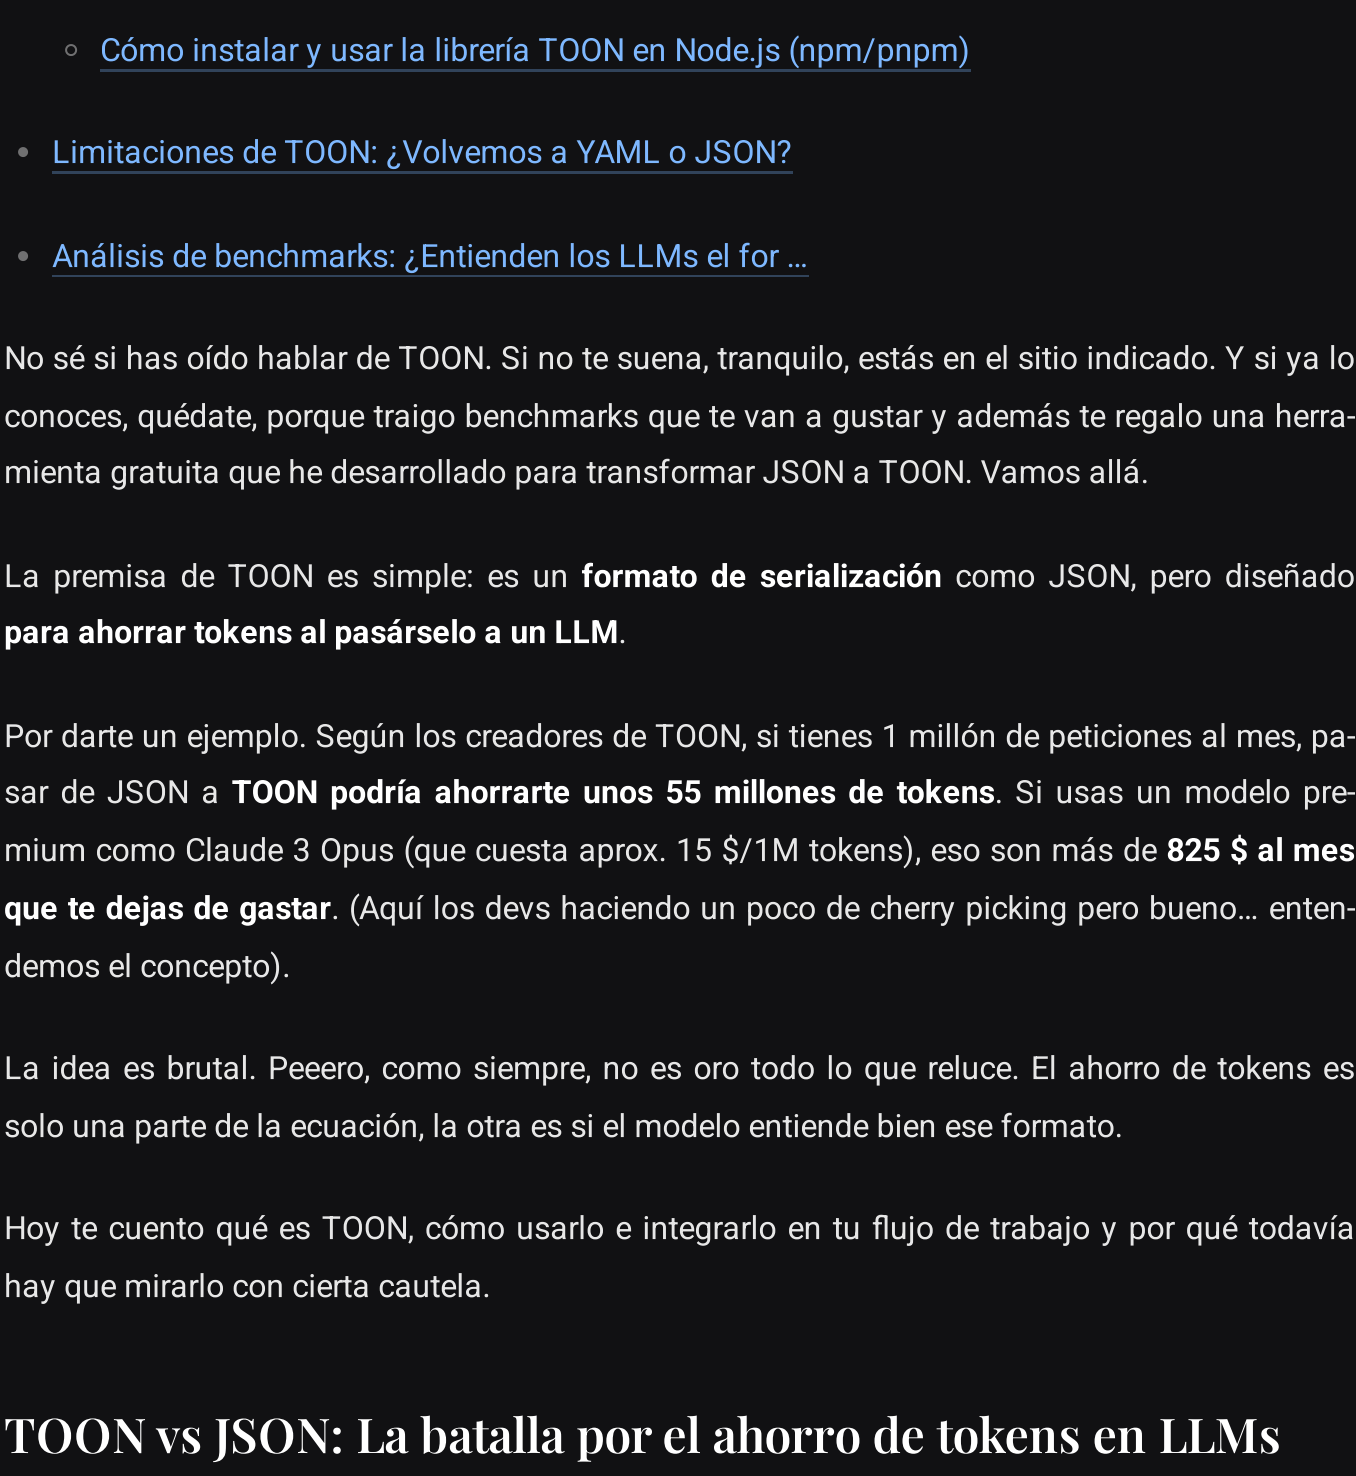 Cómo instalar y usar la librería TOON en Node.js (npm/pnpm)
Limitaciones de TOON: ¿Volvemos a YAML o JSON?
Análisis de benchmarks: ¿Entienden los LLMs el for ...
No sé si has oído hablar de TOON. Si no te suena, tranquilo, estás en el sitio indicado. Y si ya lo
conoces, quédate, porque traigo benchmarks que te van a gustar y además te regalo una herra-
mienta gratuita que he desarrollado para transformar JSON a TOON. Vamos allá.
La premisa de TOON es simple: es un formato de serialización como JSON, pero diseñado
para ahorrar tokens al pasárselo a un LLM.
Por darte un ejemplo. Según los creadores de TOON, si tienes 1 millón de peticiones al mes, pa-
sar de JSON a TOON podría ahorrarte unos 55 millones de tokens. Si usas un modelo pre-
mium como Claude 3 Opus (que cuesta aprox. 15 $/1M tokens), eso son más de 825 $ al mes
que te dejas de gastar. (Aquí los devs haciendo un poco de cherry picking pero bueno... enten-
demos el concepto).
La idea es brutal. Peeero, como siempre, no es oro todo lo que reluce. El ahorro de tokens es
solo una parte de la ecuación, la otra es si el modelo entiende bien ese formato.
Hoy te cuento qué es TOON, cómo usarlo e integrarlo en tu flujo de trabajo y por qué todavía
hay que mirarlo con cierta cautela.
TOON vs JSON: La batalla por el ahorro de tokens en LLMs